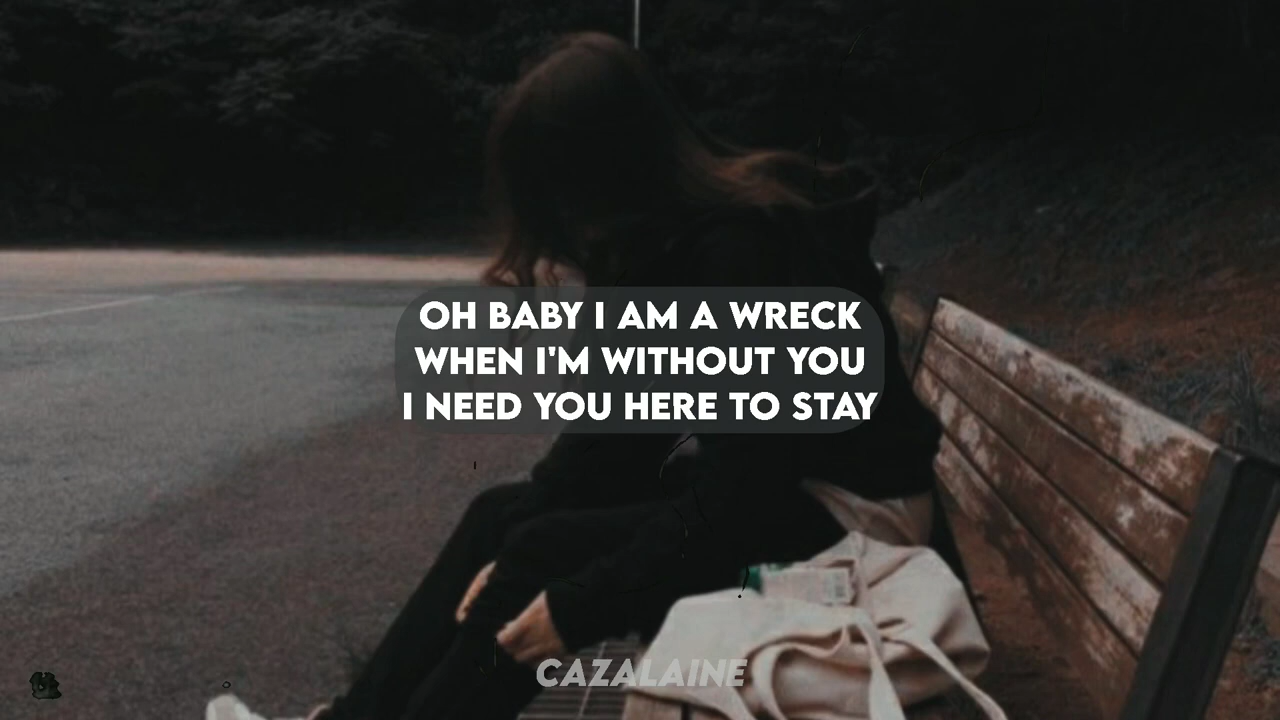 OH BABY I AM A WRECK
WHEN I'M WITHOUT YOU
I NEED YOU HERE TO STAY
CAZALAINE